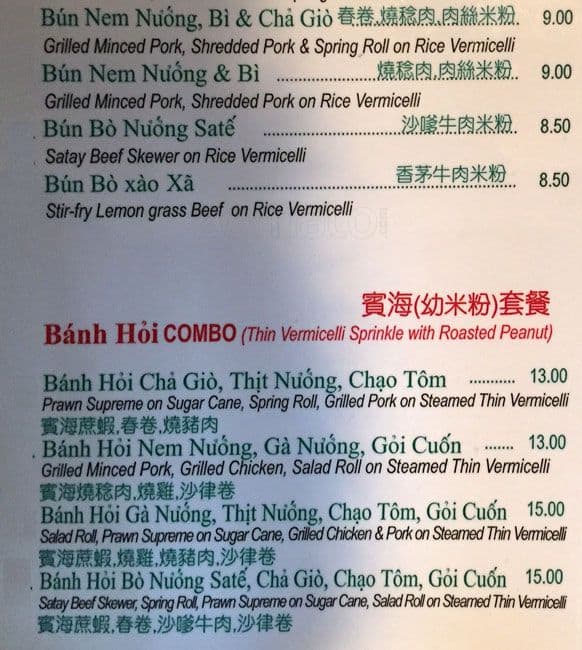 Bún Nem Nướng, Bì & Chả Giò 春卷,燒稔肉,肉絲米粉. 9.00
Grilled Minced Pork, Shredded Pork & Spring Roll on Rice Vermicelli
Bún Nem Nướng & Bì ........................ 燒稔肉,肉絲米粉. 9.00
Grilled Minced Pork, Shredded Pork on Rice Vermicelli
Bún Bò Nướng Saté ........................ 沙嗲牛肉米粉. 8.50
Satay Beef Skewer on Rice Vermicelli
Bún Bò xào Xã ........................ 香茅牛肉米粉 8.50
Stir-fry Lemon grass Beef on Rice Vermicelli
賓海(幼米粉)套餐
Bánh Hỏi COMBO (Thin Vermicelli Sprinkle with Roasted Peanut)
Bánh Hỏi Chả Giò, Thịt Nướng, Chạo Tôm ........... 13.00
Prawn Supreme on Sugar Cane, Spring Roll, Grilled Pork on Steamed Thin Vermicelli
賓海蔗蝦,春卷,燒豬肉
Bánh Hỏi Nem Nướng, Gà Nướng, Gỏi Cuốn ....... 13.00
Grilled Minced Pork, Grilled Chicken, Salad Roll on Steamed Thin Vermicelli
賓海燒稔肉,燒雞,沙律卷
Bánh Hỏi Gà Nướng, Thịt Nướng, Chạo Tôm, Gỏi Cuốn 15.00
Salad Roll, Prawn Supreme on Sugar Cane, Grilled Chicken & Pork on Steamed Thin Vermicelli
賓海蔗蝦,燒雞,燒豬肉,沙律卷
Bánh Hỏi Bò Nướng Saté, Chả Giò, Chạo Tôm, Gỏi Cuốn 15.00
Satay Beef Skewer, Spring Roll, Prawn Supreme on Sugar Cane, Salad Roll on Steamed Thin Vermicelli
賓海蔗蝦,春卷,沙嗲牛肉,沙律卷